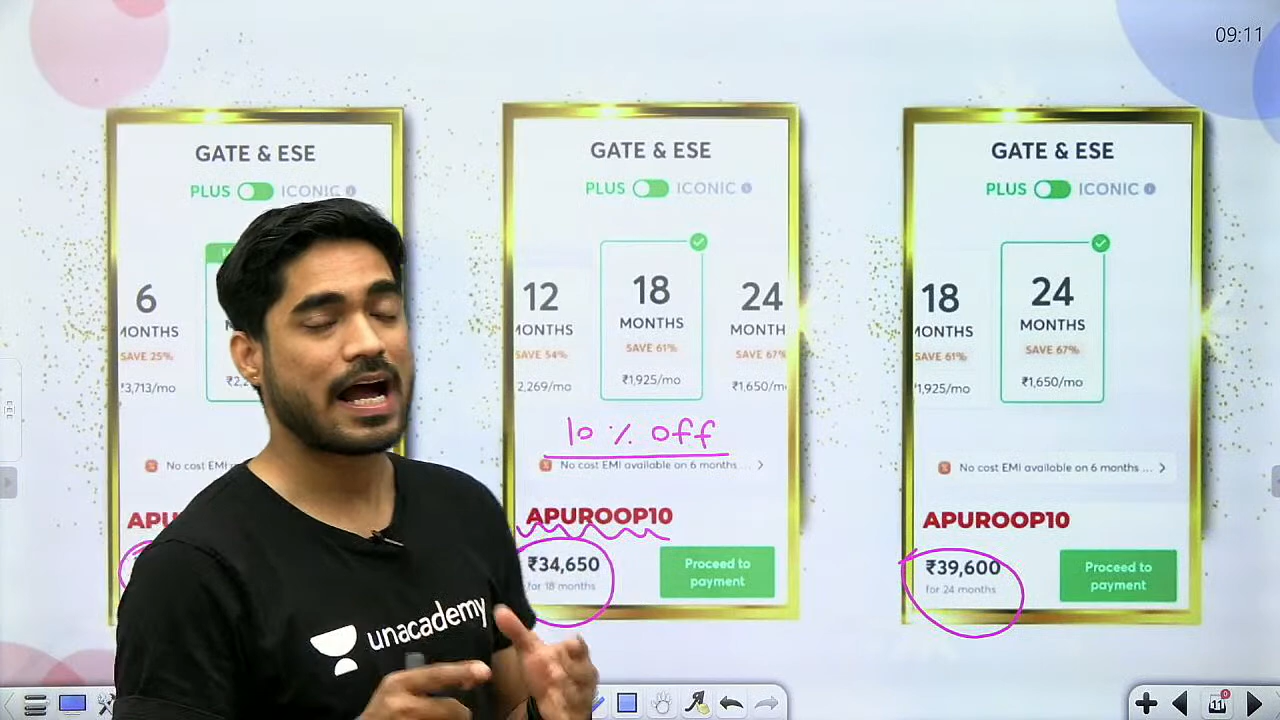 09:11
GATE & ESE
PLUS ICONIC
6
MONTHS
SAVE 25%
₹3,713/mo
No cost EMI
APU
GATE & ESE
PLUS ICONIC
12 18 24
MONTHS MONTHS MONTH
SAVE 54% SAVE 61% SAVE 67%
2,269/mo ₹1,925/mo ₹1,650/m
10 % off
No cost EMI available on 6 months ... >
APUROOP10
₹34,650
for 18 months
Proceed to
payment
GATE & ESE
PLUS ICONIC
18 24
MONTHS MONTHS
SAVE 61% SAVE 67%
1,925/mo ₹1,650/mo
No cost EMI available on 6 months ... >
APUROOP10
₹39,600
for 24 months
Proceed to
payment
unacademy
11
0